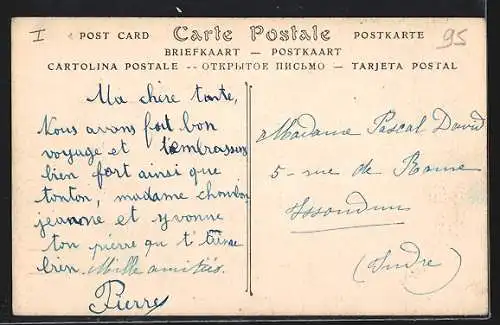 I POST CARD Carte Postale POSTKARTE 95
BRIEFKAART — POSTKAART
CARTOLINA POSTALE -- ОТКРЫТОЕ ПИСЬМО — TARJETA POSTAL
Ma chère tante,
Nous avons fait bon
voyage et t'embrassons
bien fort ainsi que
tonton, madame
jeanne et yvonne
ton pierre qui t'aime
bien. Mille amitiés.
Pierre
Madame Pascal David
5 - rue de Rome
Issoudun
(Indre)